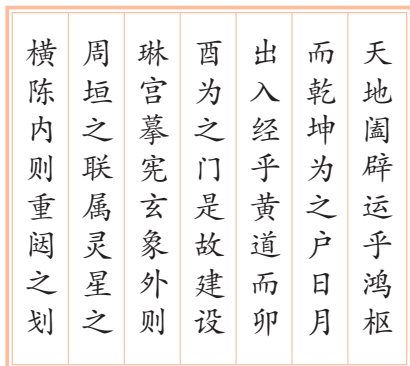 天地阖辟运乎鸿枢
而乾坤为之户日月
出入经乎黄道而卯
酉为之门是故建设
琳宫摹宪玄象外则
周垣之联属灵星之
横陈内则重闼之划